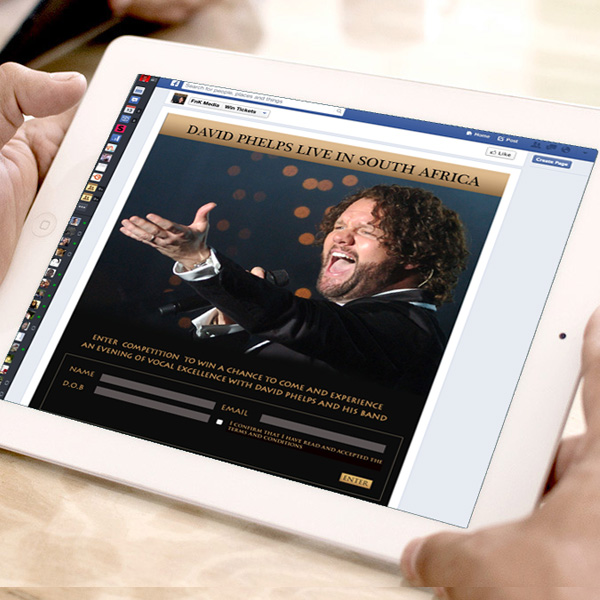 Search for people, places and things
Home
Post
FnK Media
Win Tickets
Like
Create Page
DAVID PHELPS LIVE IN SOUTH AFRICA
ENTER COMPETITION TO WIN A CHANCE TO COME AND EXPERIENCE
AN EVENING OF VOCAL EXCELLENCE WITH DAVID PHELPS AND HIS BAND
NAME
D.O.B
EMAIL
I CONFIRM THAT I HAVE READ AND ACCEPTED THE
TERMS AND CONDITIONS
ENTER